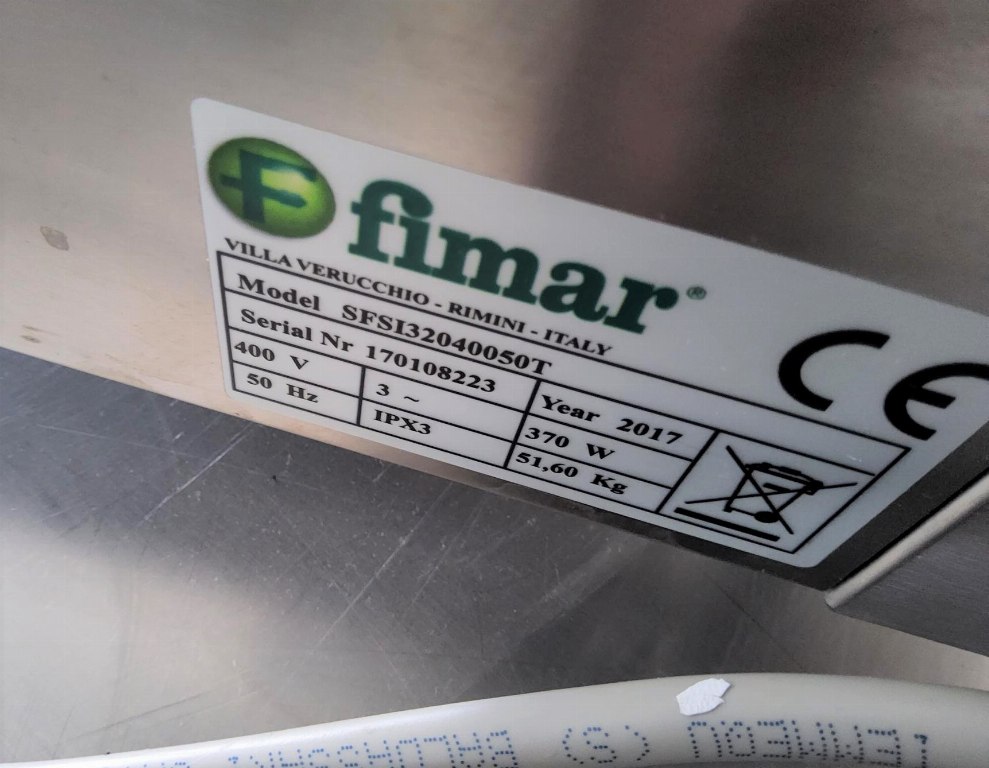 F fimar®
VILLA VERUCCHIO - RIMINI - ITALY
Model SFSI32040050T
Serial Nr 170108223 Year 2017
400 V 3 ~ 370 W
50 Hz IPX3 51,60 Kg
CE